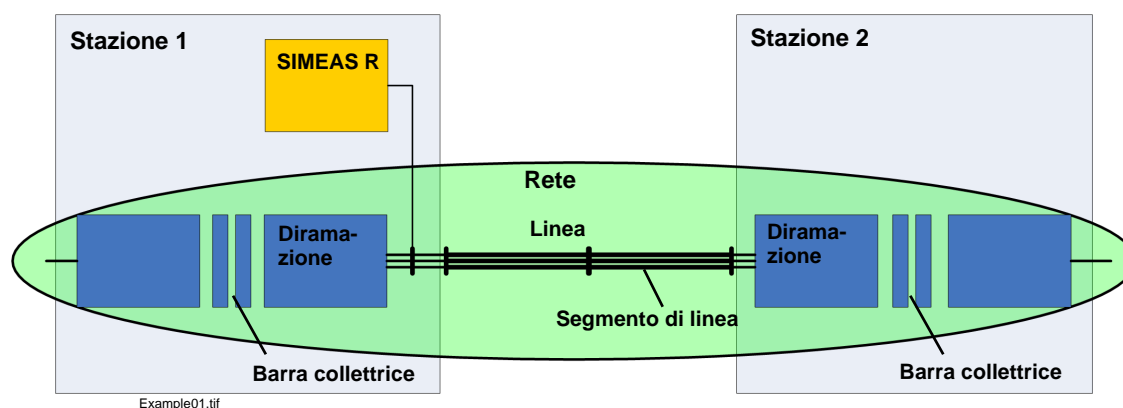 Stazione 1
Stazione 2
SIMEAS R
Rete
Linea
Dirama-
zione
Dirama-
zione
Segmento di linea
Barra collettrice
Barra collettrice
Example01.tif